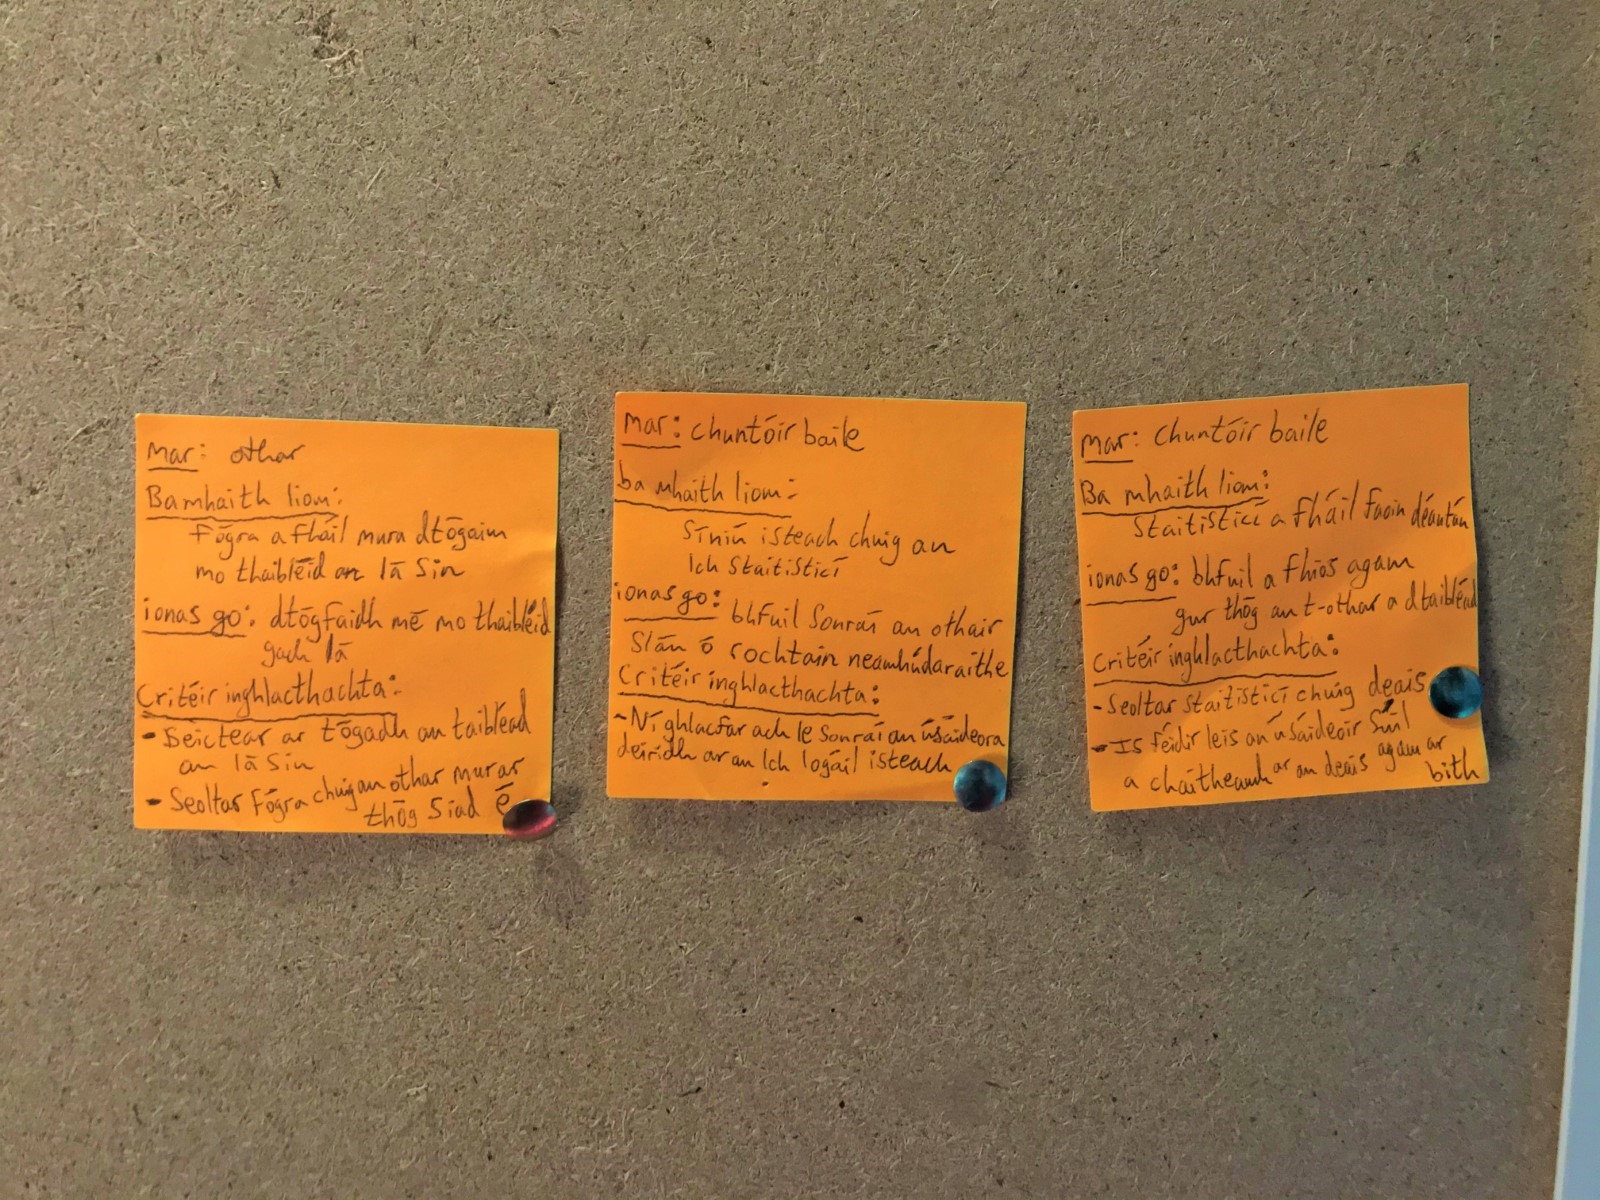 Mar: othar
Ba mhaith liom:
Fógra a fháil mura dtógaim
mo thaibléid an lá sin
ionas go: dtógfaidh mé mo thaibléid
gach lá
Critéir inghlacthachta:
- Seictear ar tógadh an taibléad
an lá sin
- Seoltar fógra chuig an othar murar
thóg siad é
Mar: chuntóir baile
ba mhaith liom:
Síniú isteach chuig an
lch staitisticí
ionas go: bhfuil sonraí an othair
slán ó rochtain neamhúdaraithe
Critéir inghlacthachta:
- Ní ghlacfar ach le sonraí an úsáideora
deiridh ar an lch logáil isteach
Mar: chuntóir baile
Ba mhaith liom:
Staitisticí a fháil faoin déantán
ionas go: bhfuil a fhios agam
gur thóg an t-othar a dtaibléad
Critéir inghlacthachta:
- Seoltar staitisticí chuig deais
- Is féidir leis an úsáideoir súil
a chaitheamh ar an deais agam ar
bith